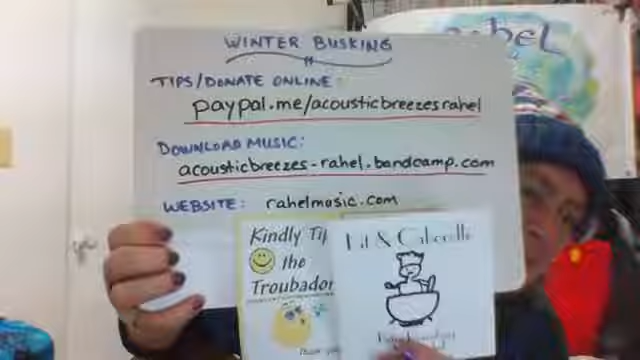 WINTER BUSKING
TIPS/DONATE ONLINE:
paypal.me/acousticbreezesrahel
DOWNLOAD MUSIC:
acousticbreezes-rahel.bandcamp.com
WEBSITE: rahelmusic.com
Kindly Tip
the
Troubador